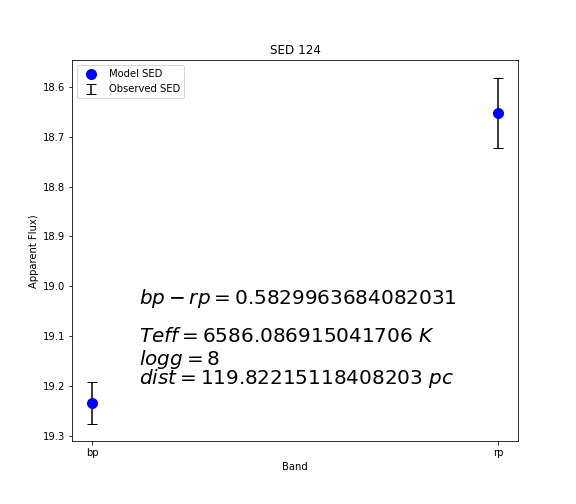 SED 124
Model SED
Observed SED
18.6
18.7
18.8
18.9
19.0
19.1
19.2
19.3
Apparent Flux)
bp − rp = 0.5829963684082031
Teff = 6586.086915041706 K
logg = 8
dist = 119.82215118408203 pc
bp
rp
Band